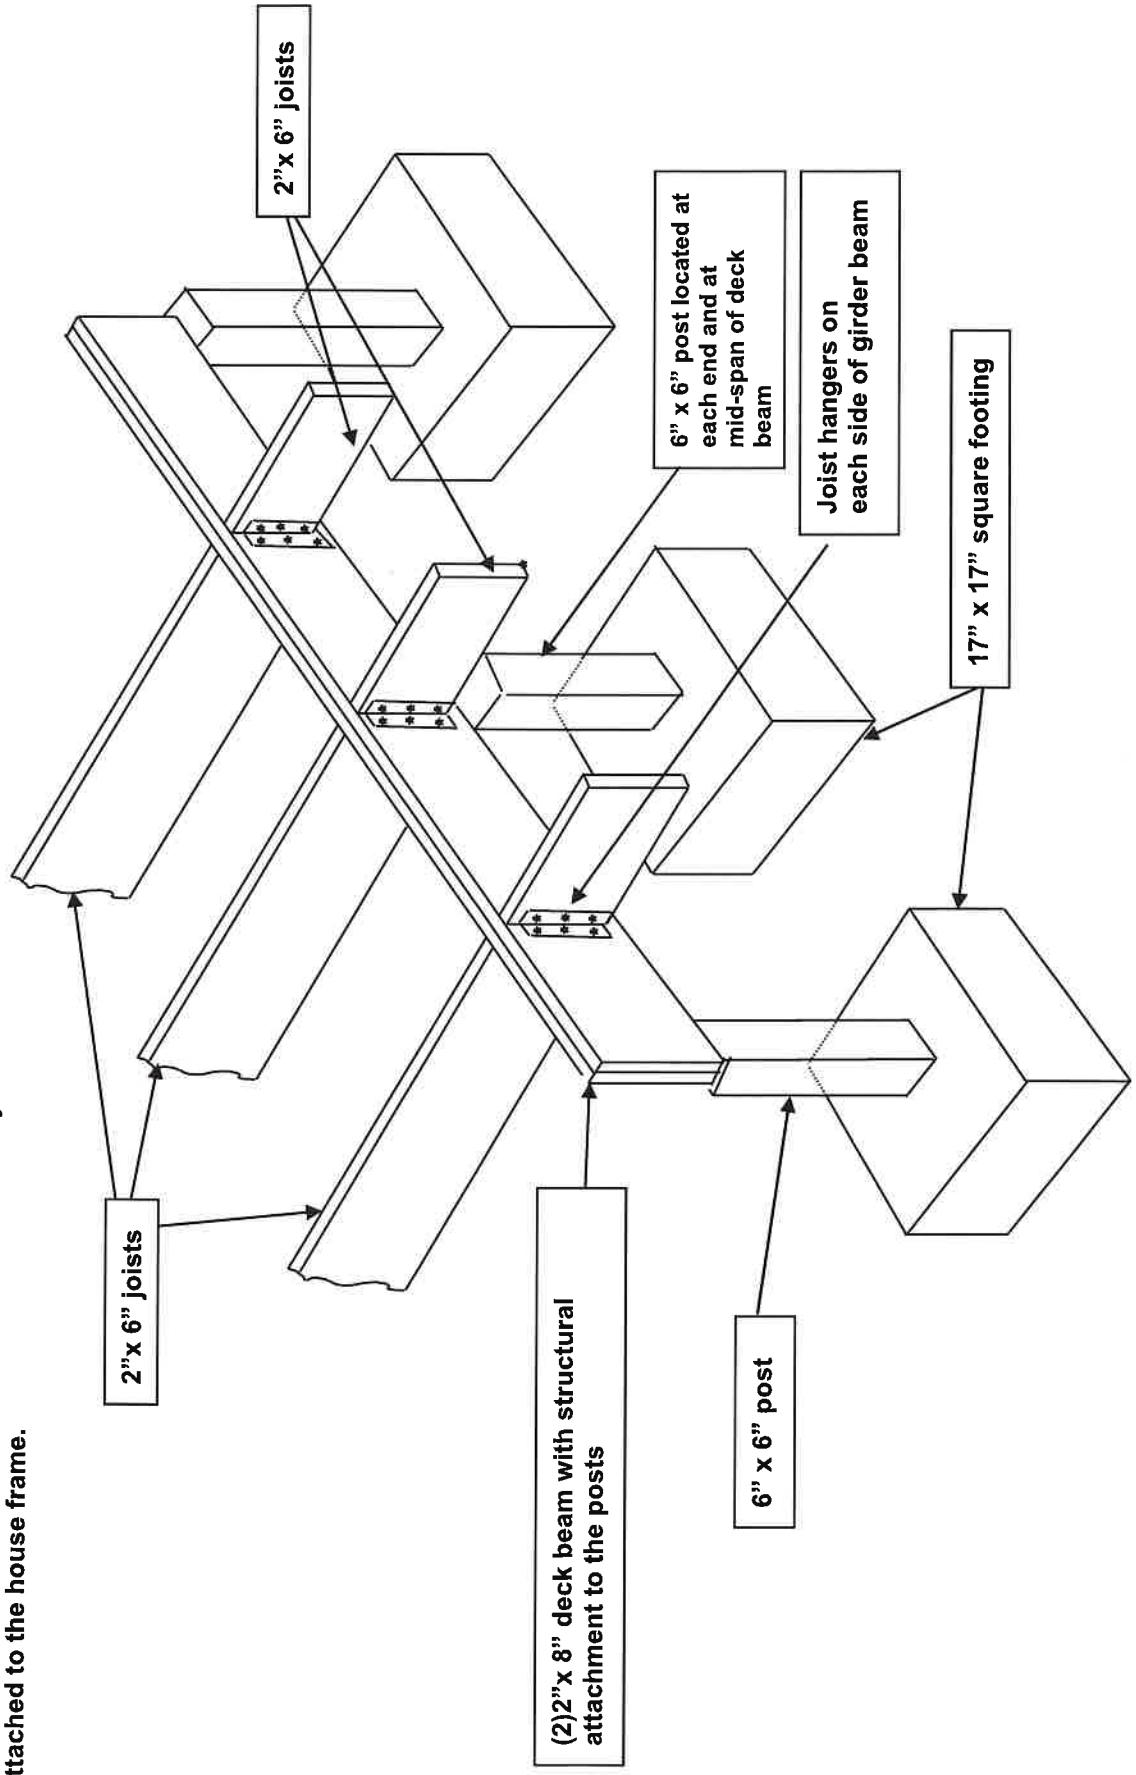 ttached to the house frame.
2”x 6” joists
2”x 6” joists
(2)2”x 8” deck beam with structural
attachment to the posts
6” x 6” post located at
each end and at
mid-span of deck
beam
6” x 6” post
Joist hangers on
each side of girder beam
17” x 17” square footing